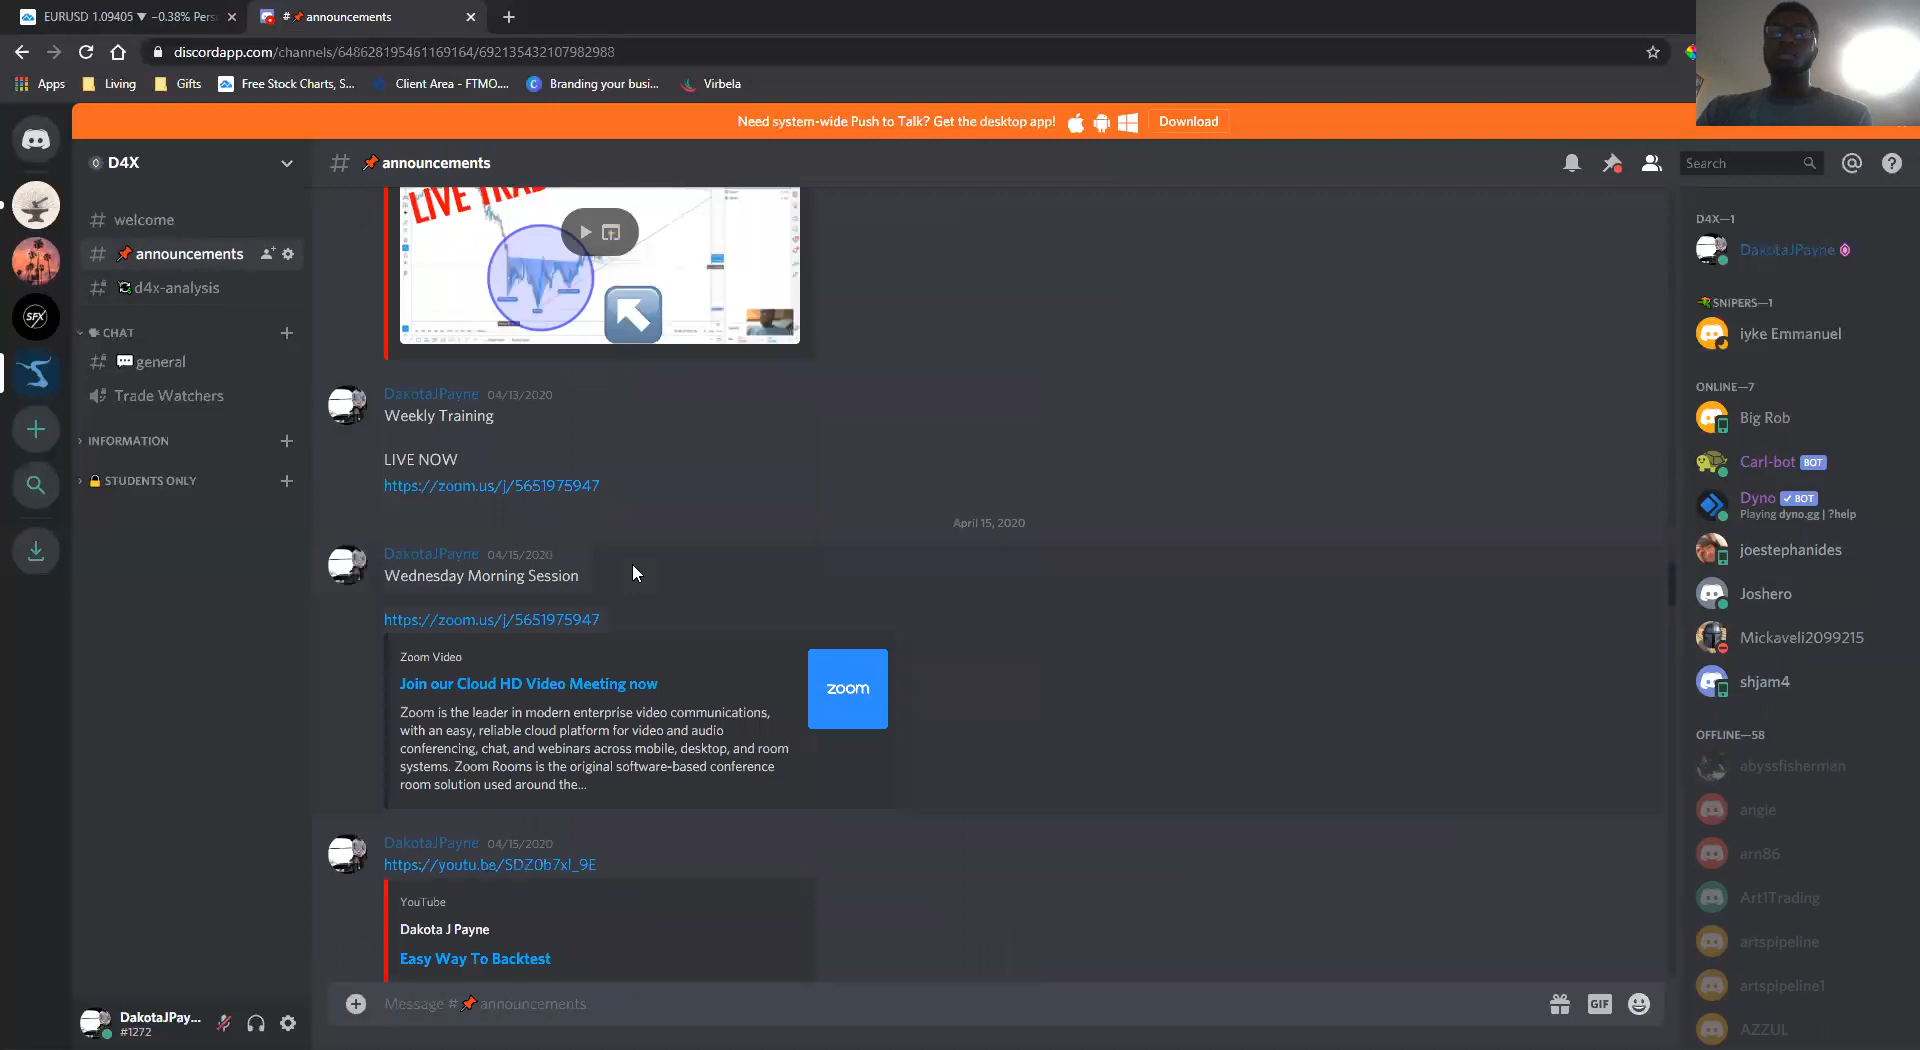 EURUSD 1.09405 ▼ −0.38% Pers
# 📌 announcements
discordapp.com/channels/648628195461169164/692135432107982988
Apps
Living
Gifts
Free Stock Charts, S...
Client Area - FTMO....
Branding your busi...
Virbela
Need system-wide Push to Talk? Get the desktop app!
Download
D4X
# 📌 announcements
Search
# welcome
# 📌 announcements
# d4x-analysis
CHAT
# 💬 general
Trade Watchers
INFORMATION
🔒 STUDENTS ONLY
DakotaJPay...
#1272
LIVE TRAD
DakotaJPayne 04/13/2020
Weekly Training
LIVE NOW
https://zoom.us/j/5651975947
April 15, 2020
DakotaJPayne 04/15/2020
Wednesday Morning Session
https://zoom.us/j/5651975947
Zoom Video
Join our Cloud HD Video Meeting now
Zoom is the leader in modern enterprise video communications,
with an easy, reliable cloud platform for video and audio
conferencing, chat, and webinars across mobile, desktop, and room
systems. Zoom Rooms is the original software-based conference
room solution used around the...
zoom
DakotaJPayne 04/15/2020
https://youtu.be/SDZ0b7xl_9E
YouTube
Dakota J Payne
Easy Way To Backtest
Message # 📌 announcements
GIF
D4X—1
DakotaJPayne
SNIPERS—1
iyke Emmanuel
ONLINE—7
Big Rob
Carl-bot BOT
Dyno ✓ BOT
Playing dyno.gg | ?help
joestephanides
Joshero
Mickaveli2099215
shjam4
OFFLINE—58
abyssfisherman
angie
arn86
Art1Trading
artspipeline
artspipeline1
AZZUL
SFX